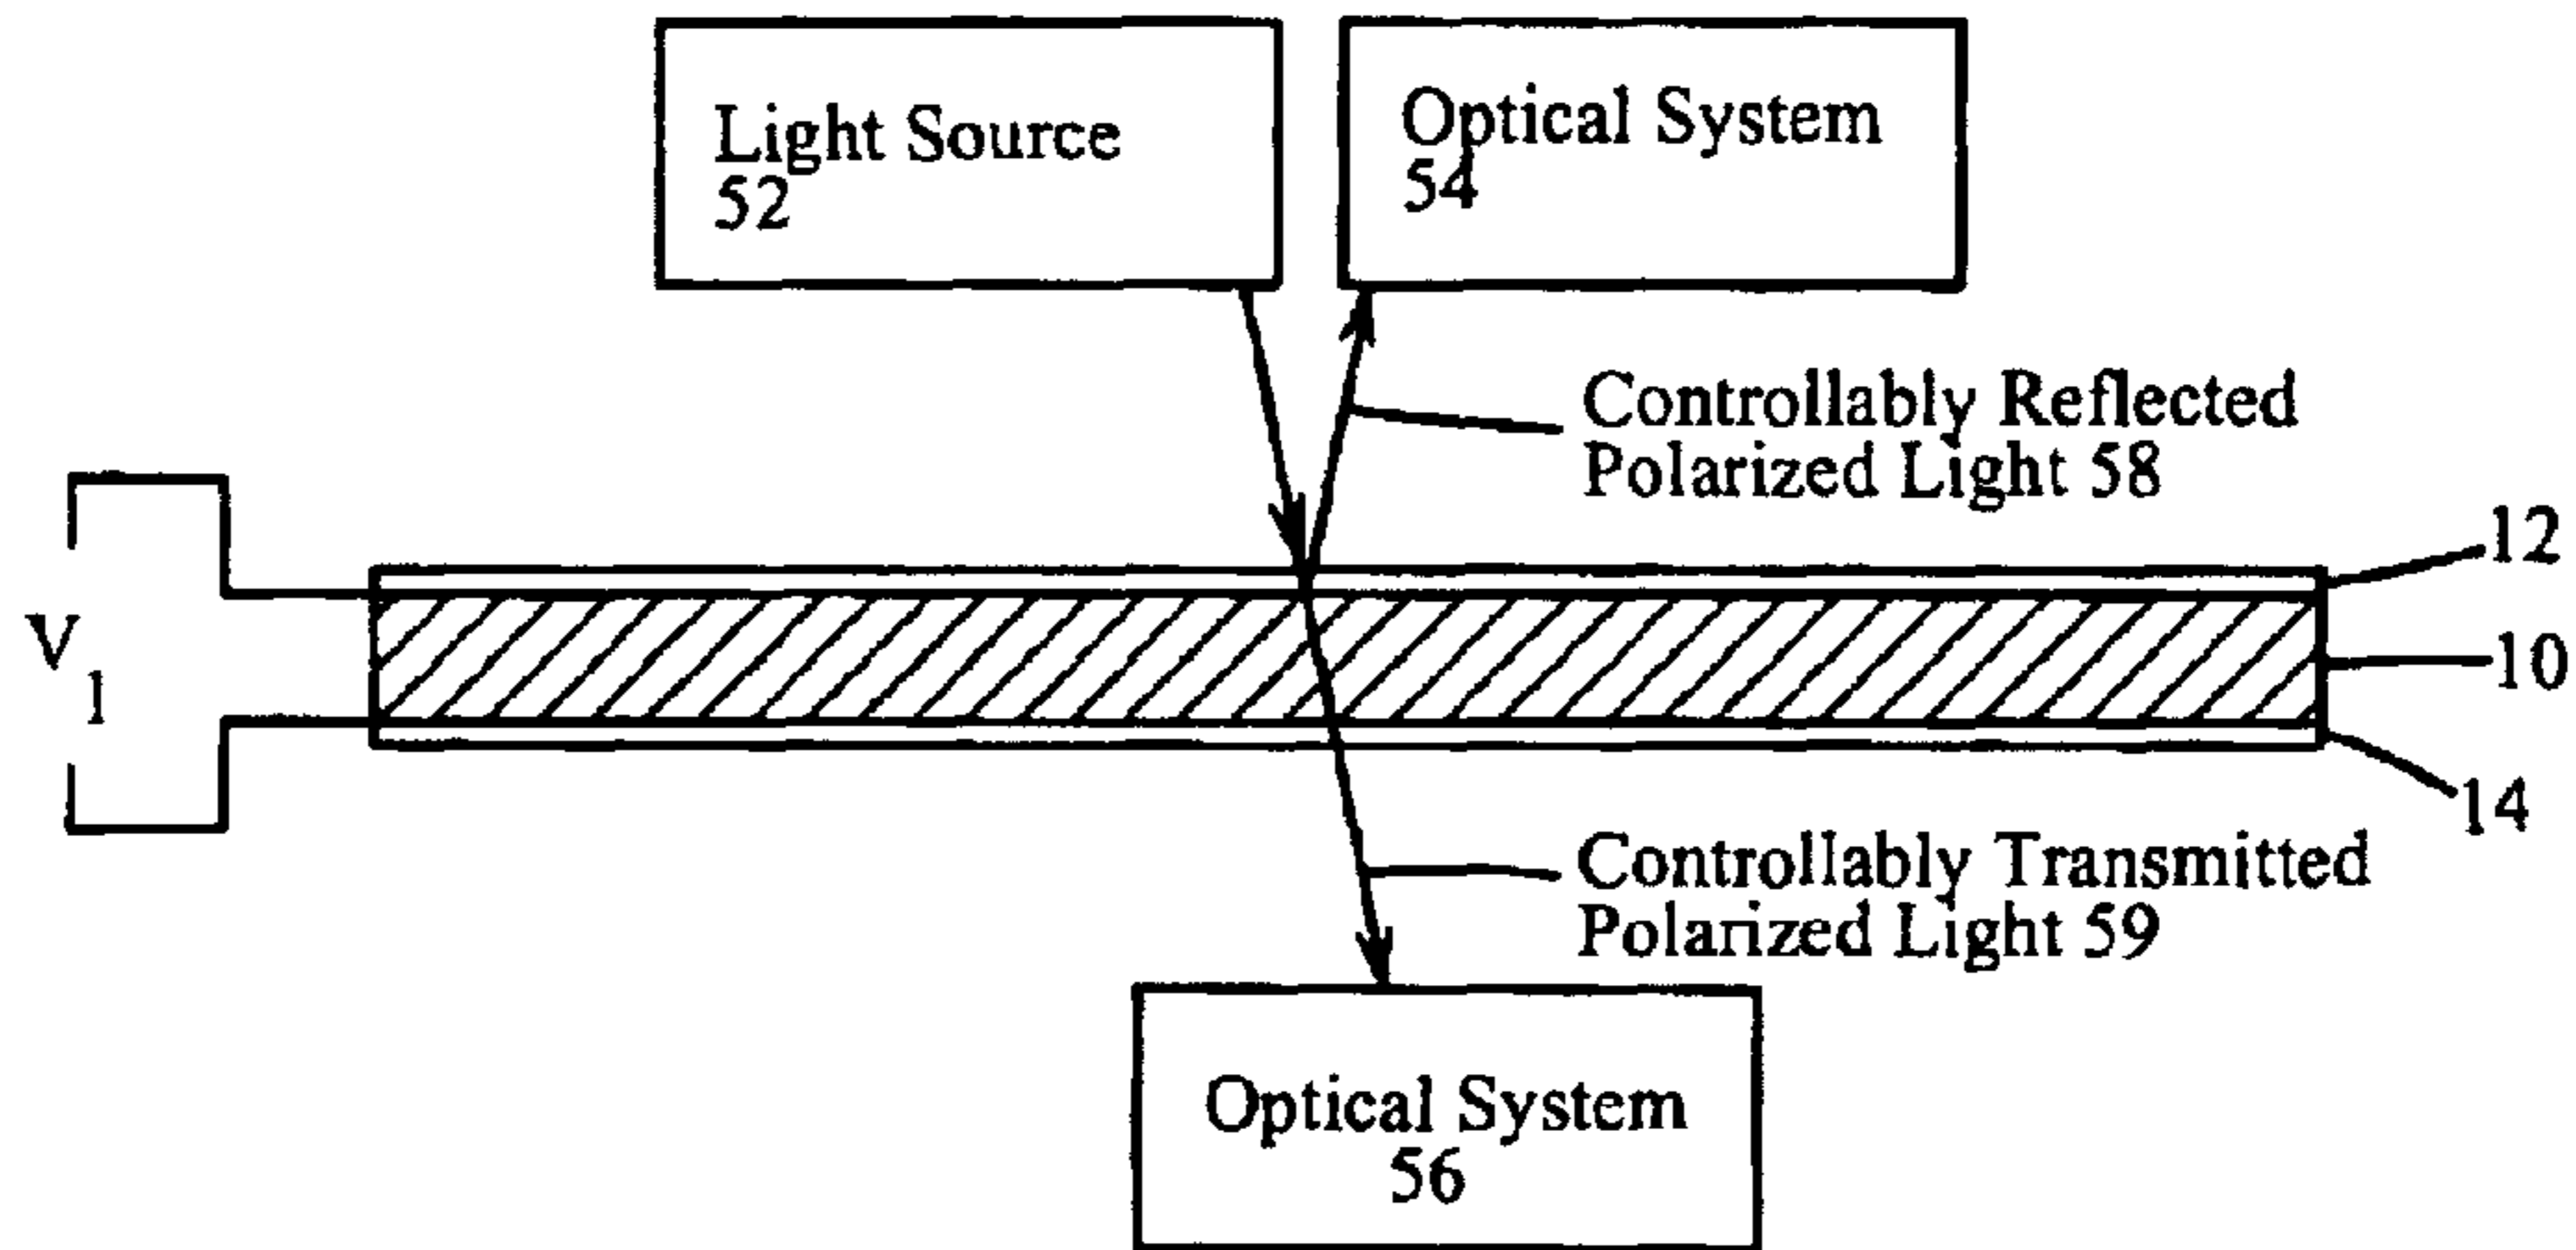 Light Source
52
Optical System
54
Controllably Reflected
Polarized Light 58
12
V
1
10
14
Controllably Transmitted
Polarized Light 59
Optical System
56